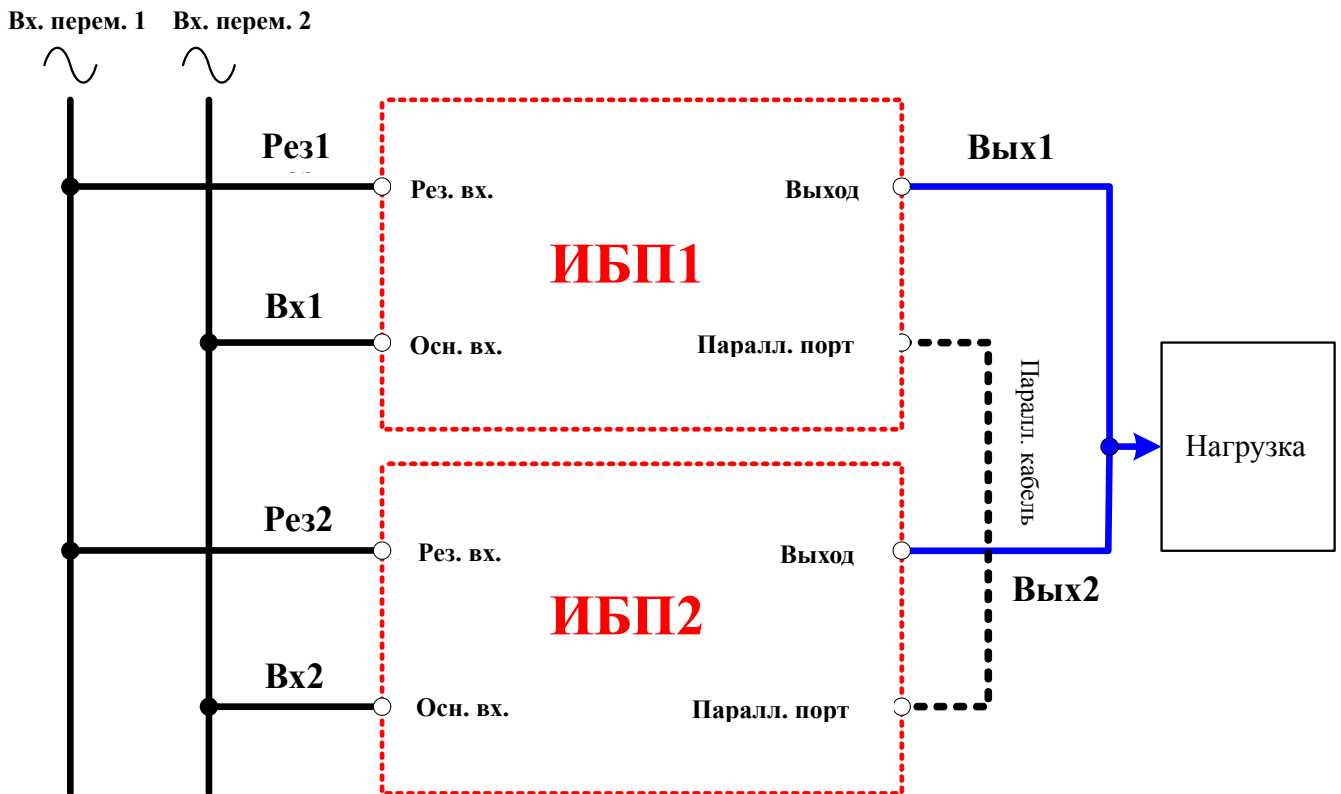 Вх. перем. 1 Вх. перем. 2
Рез1
Вых1
Рез. вх.
Выход
ИБП1
Вх1
Осн. вх.
Паралл. порт
Паралл. кабель
Нагрузка
Рез2
Рез. вх.
Выход
Вых2
ИБП2
Вх2
Осн. вх.
Паралл. порт